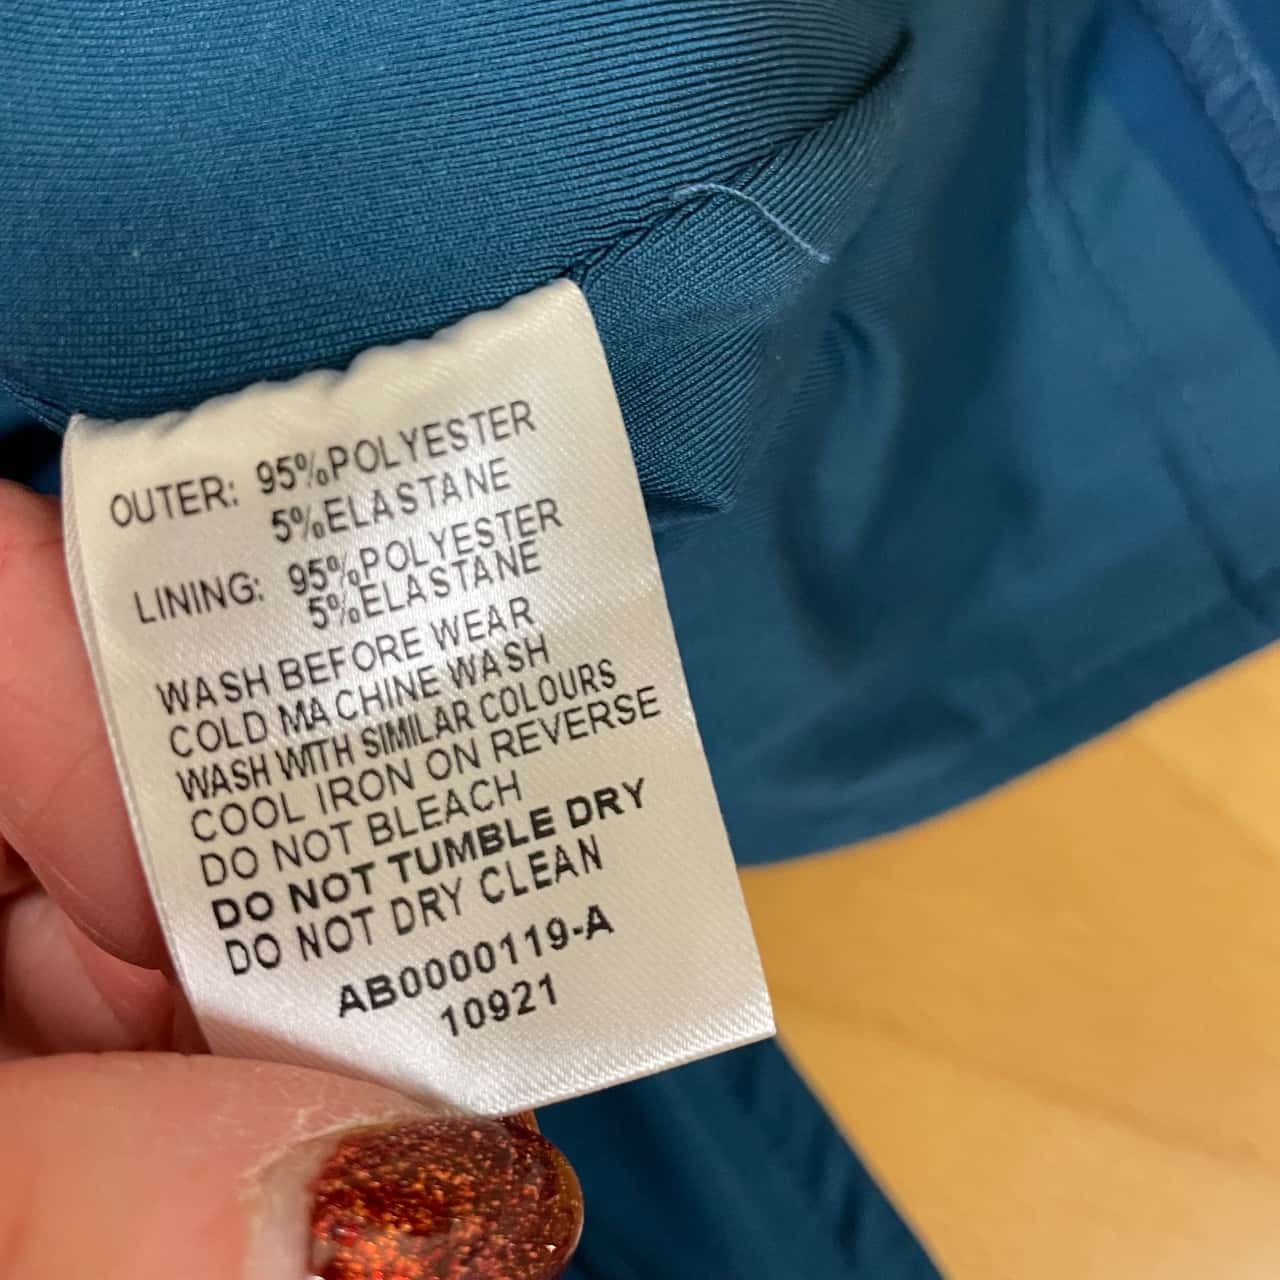 OUTER: 95%POLYESTER
5%ELASTANE
LINING: 95%POLYESTER
5%ELASTANE
WASH BEFORE WEAR
COLD MACHINE WASH
WASH WITH SIMILAR COLOURS
COOL IRON ON REVERSE
DO NOT BLEACH
DO NOT TUMBLE DRY
DO NOT DRY CLEAN
AB0000119-A
10921